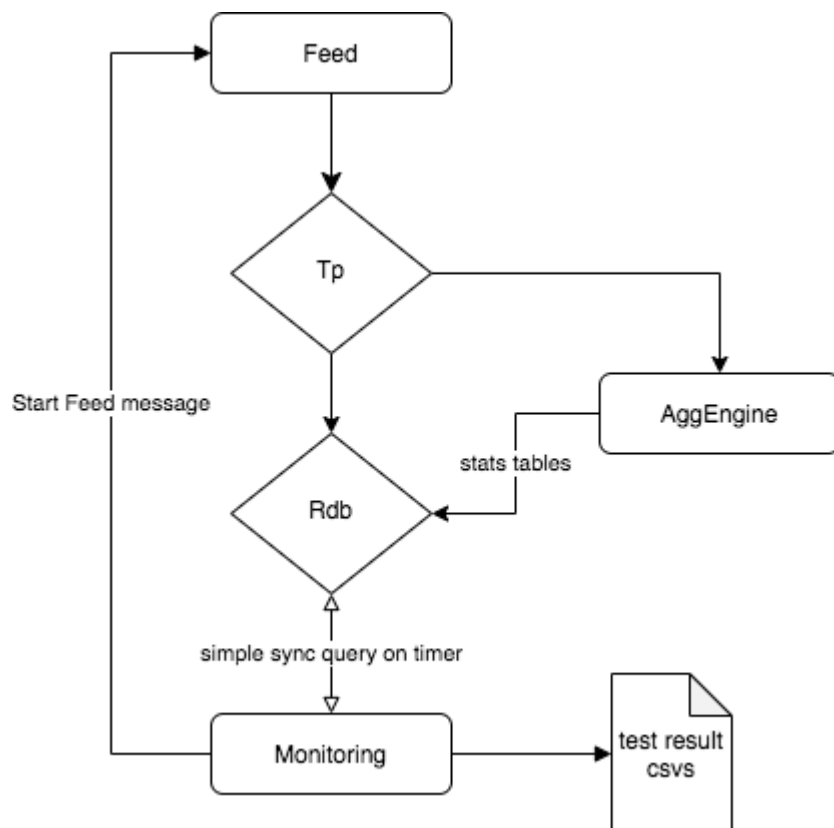 Feed
Tp
Start Feed message
AggEngine
stats tables
Rdb
simple sync query on timer
Monitoring
test result
csvs